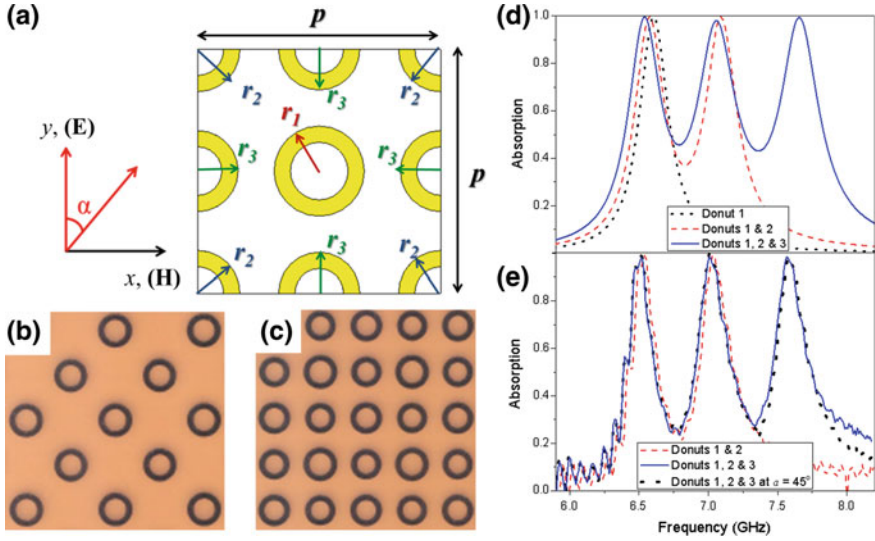 (a)
p
r2
r3
r2
r1
y, (E)
α
r3
r3
p
x, (H)
r2
r3
r2
(b)
(c)
(d)
1.0
0.8
0.6
0.4
0.2
Absorption
Donut 1
Donuts 1 & 2
Donuts 1, 2 & 3
(e)
0.8
0.6
0.4
0.2
0.0
Absorption
Donuts 1 & 2
Donuts 1, 2 & 3
Donuts 1, 2 & 3 at α = 45°
6.0 6.5 7.0 7.5 8.0
Frequency (GHz)